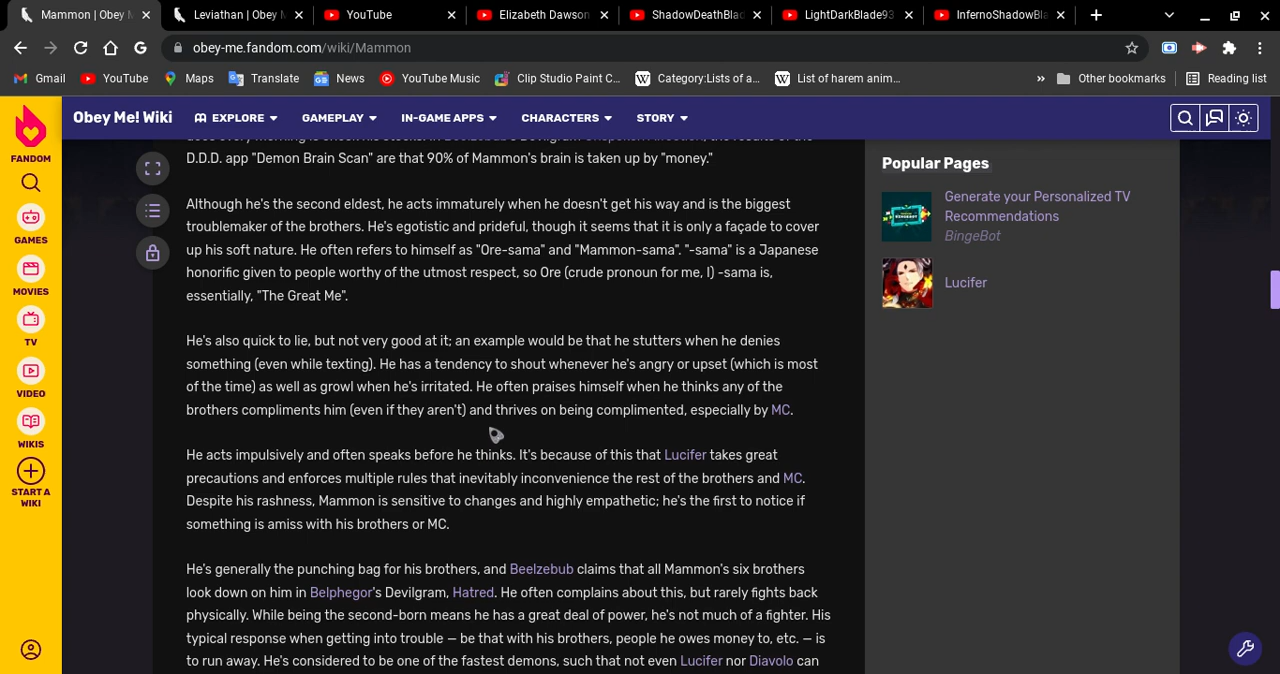 Mammon | Obey M
Leviathan | Obey M
YouTube
Elizabeth Dawson
ShadowDeathBlad
LightDarkBlade93
InfernoShadowBla
obey-me.fandom.com/wiki/Mammon
Gmail
YouTube
Maps
Translate
News
YouTube Music
Clip Studio Paint C...
Category:Lists of a...
List of harem anim...
»
Other bookmarks
Reading list
FANDOM
GAMES
MOVIES
TV
VIDEO
WIKIS
START A
WIKI
Obey Me! Wiki
EXPLORE
GAMEPLAY
IN-GAME APPS
CHARACTERS
STORY
D.D.D. app "Demon Brain Scan" are that 90% of Mammon's brain is taken up by "money."
Although he's the second eldest, he acts immaturely when he doesn't get his way and is the biggest
troublemaker of the brothers. He's egotistic and prideful, though it seems that it is only a façade to cover
up his soft nature. He often refers to himself as "Ore-sama" and "Mammon-sama". "-sama" is a Japanese
honorific given to people worthy of the utmost respect, so Ore (crude pronoun for me, I) -sama is,
essentially, "The Great Me".
He's also quick to lie, but not very good at it; an example would be that he stutters when he denies
something (even while texting). He has a tendency to shout whenever he's angry or upset (which is most
of the time) as well as growl when he's irritated. He often praises himself when he thinks any of the
brothers compliments him (even if they aren't) and thrives on being complimented, especially by MC.
He acts impulsively and often speaks before he thinks. It's because of this that Lucifer takes great
precautions and enforces multiple rules that inevitably inconvenience the rest of the brothers and MC.
Despite his rashness, Mammon is sensitive to changes and highly empathetic; he's the first to notice if
something is amiss with his brothers or MC.
He's generally the punching bag for his brothers, and Beelzebub claims that all Mammon's six brothers
look down on him in Belphegor's Devilgram, Hatred. He often complains about this, but rarely fights back
physically. While being the second-born means he has a great deal of power, he's not much of a fighter. His
typical response when getting into trouble — be that with his brothers, people he owes money to, etc. — is
to run away. He's considered to be one of the fastest demons, such that not even Lucifer nor Diavolo can
Popular Pages
Generate your Personalized TV
Recommendations
BingeBot
Lucifer